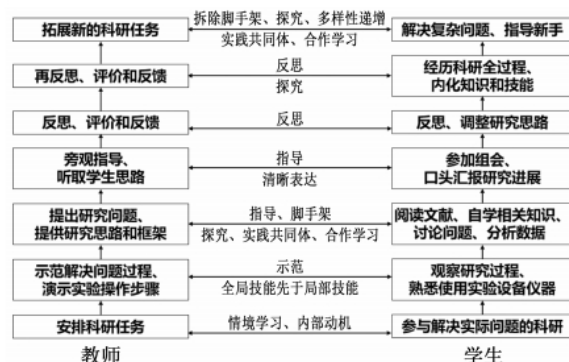 拓展新的科研任务
拆除脚手架、探究、多样性递增
实践共同体、合作学习
解决复杂问题、指导新手
再反思、评价和反馈
反思
探究
经历科研全过程、
内化知识和技能
反思、评价和反馈
反思
反思、调整研究思路
旁观指导、
听取学生思路
指导
清晰表达
参加组会、
口头汇报研究进展
提出研究问题、
提供研究思路和框架
指导、脚手架
探究、实践共同体、合作学习
阅读文献、自学相关知识、
讨论问题、分析数据
示范解决问题过程、
演示实验操作步骤
示范
全局技能先于局部技能
观察研究过程、
熟悉使用实验设备仪器
安排科研任务
情境学习、内部动机
参与解决实际问题的科研
教师
学生